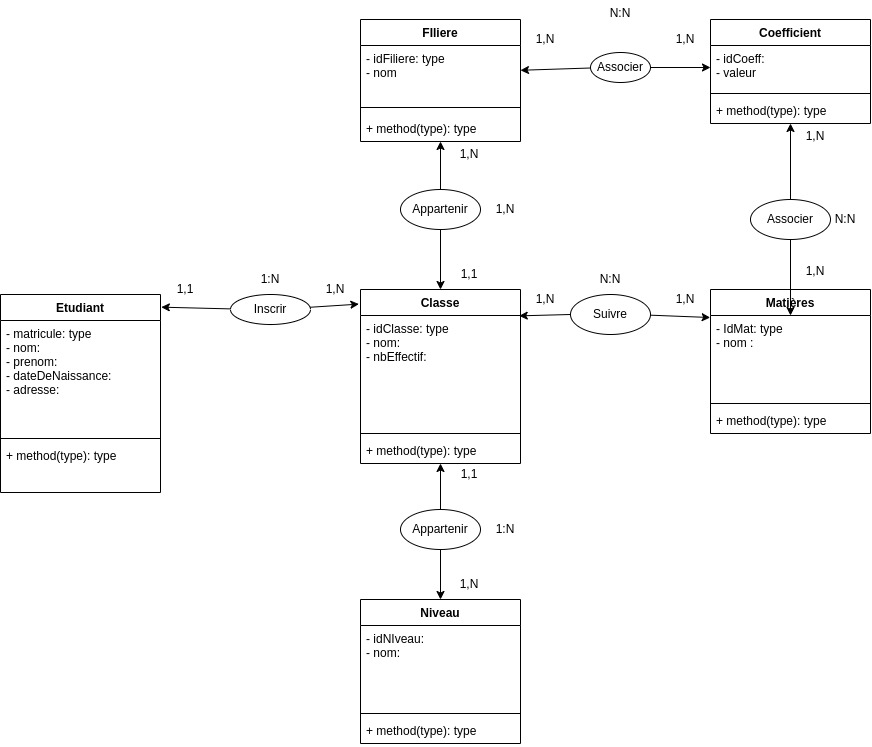 N:N
FIliere
- idFiliere: type
- nom
+ method(type): type
1,N
Associer
1,N
Coefficient
- idCoeff:
- valeur
+ method(type): type
1,N
Appartenir
1,N
1,1
1,N
Associer
N:N
1,N
Etudiant
- matricule: type
- nom:
- prenom:
- dateDeNaissance:
- adresse:
+ method(type): type
1,1
1:N
Inscrir
1,N
Classe
- idClasse: type
- nom:
- nbEffectif:
+ method(type): type
1,N
N:N
Suivre
1,N
Matières
- IdMat: type
- nom :
+ method(type): type
1,1
Appartenir
1:N
1,N
Niveau
- idNIveau:
- nom:
+ method(type): type